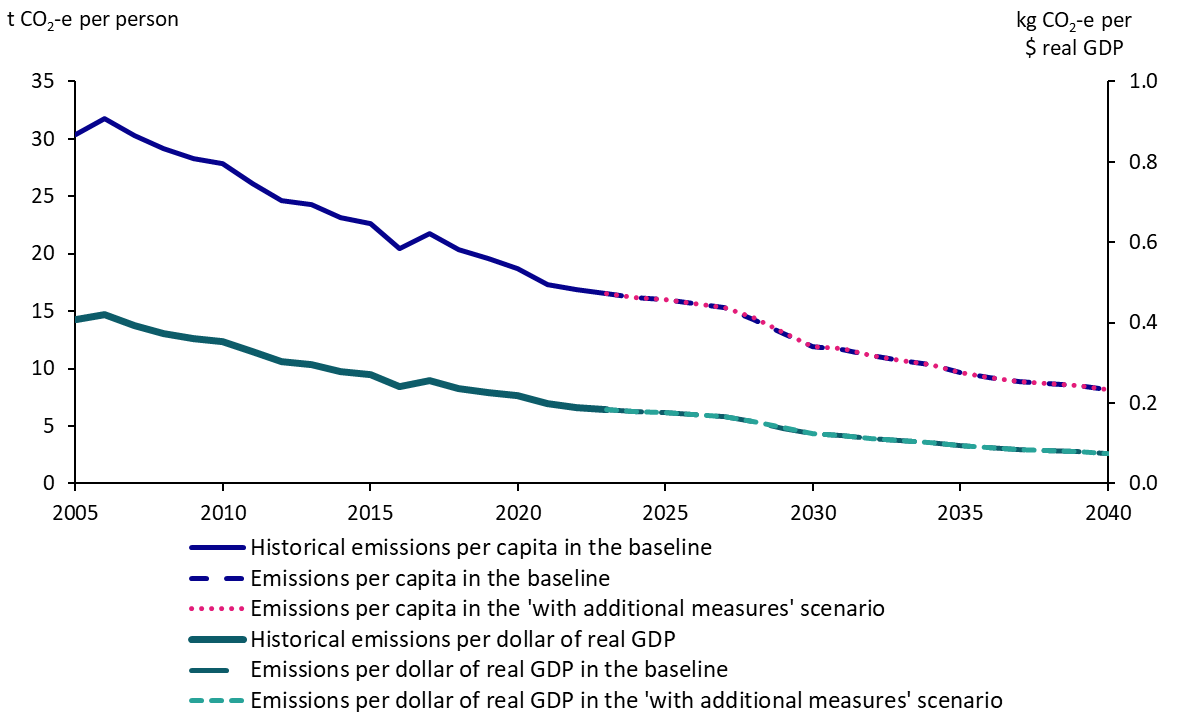 t CO₂-e per person
kg CO₂-e per
$ real GDP
35
30
25
20
15
10
5
0
1.0
0.8
0.6
0.4
0.2
0.0
2005 2010 2015 2020 2025 2030 2035 2040
Historical emissions per capita in the baseline
Emissions per capita in the baseline
Emissions per capita in the 'with additional measures' scenario
Historical emissions per dollar of real GDP
Emissions per dollar of real GDP in the baseline
Emissions per dollar of real GDP in the 'with additional measures' scenario